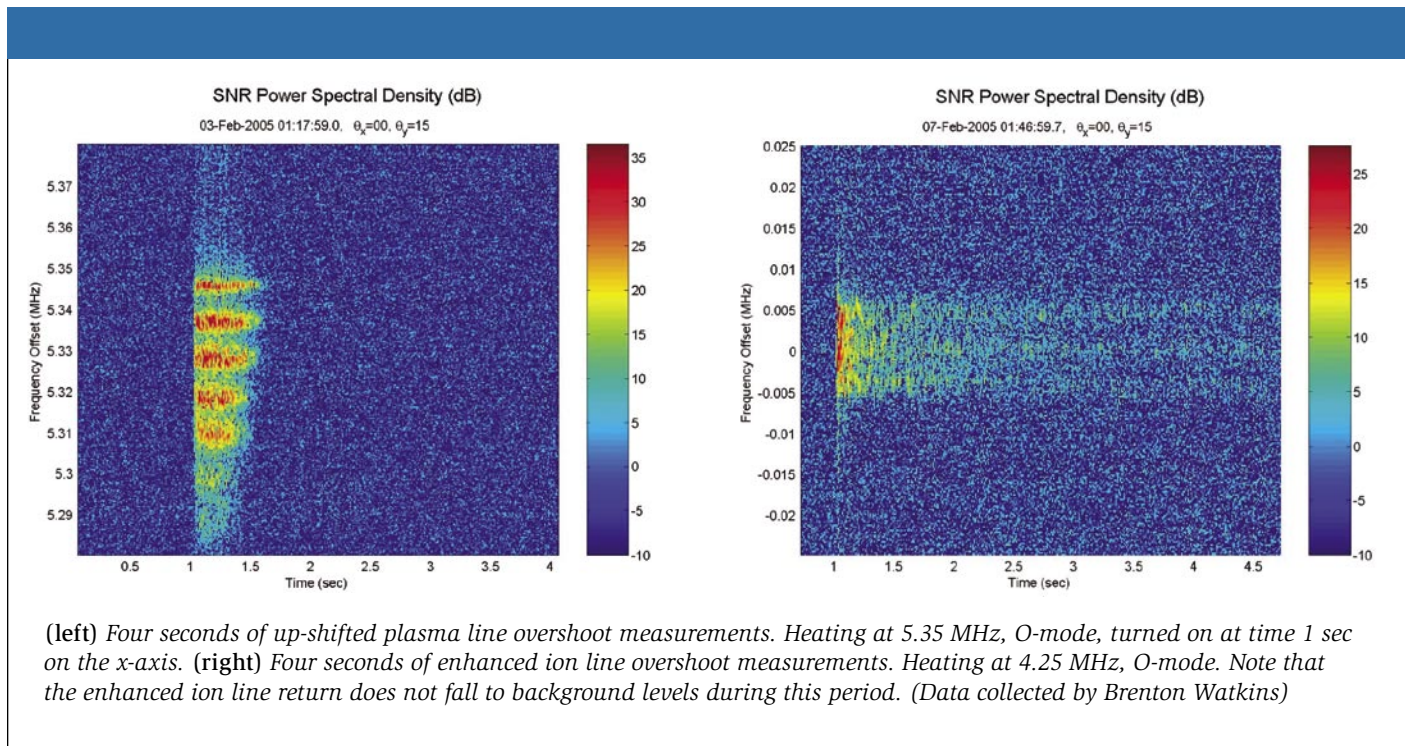 SNR Power Spectral Density (dB)
03-Feb-2005 01:17:59.0, θx=00, θy=15
Frequency Offset (MHz)
5.37
5.36
5.35
5.34
5.33
5.32
5.31
5.3
5.29
0.5 1 1.5 2 2.5 3 3.5 4
Time (sec)
35
30
25
20
15
10
5
0
-5
-10
SNR Power Spectral Density (dB)
07-Feb-2005 01:46:59.7, θx=00, θy=15
Frequency Offset (MHz)
0.025
0.02
0.015
0.01
0.005
0
-0.005
-0.01
-0.015
-0.02
1 1.5 2 2.5 3 3.5 4 4.5
Time (sec)
25
20
15
10
5
0
-5
-10
(left) Four seconds of up-shifted plasma line overshoot measurements. Heating at 5.35 MHz, O-mode, turned on at time 1 sec
on the x-axis. (right) Four seconds of enhanced ion line overshoot measurements. Heating at 4.25 MHz, O-mode. Note that
the enhanced ion line return does not fall to background levels during this period. (Data collected by Brenton Watkins)